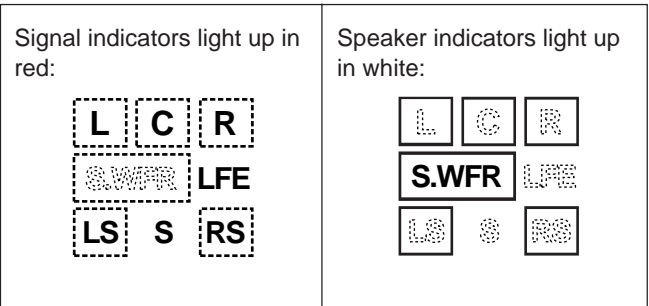 Signal indicators light up in
red:
L C R
S.WFR LFE
LS S RS
Speaker indicators light up
in white:
L C R
S.WFR LFE
LS S RS